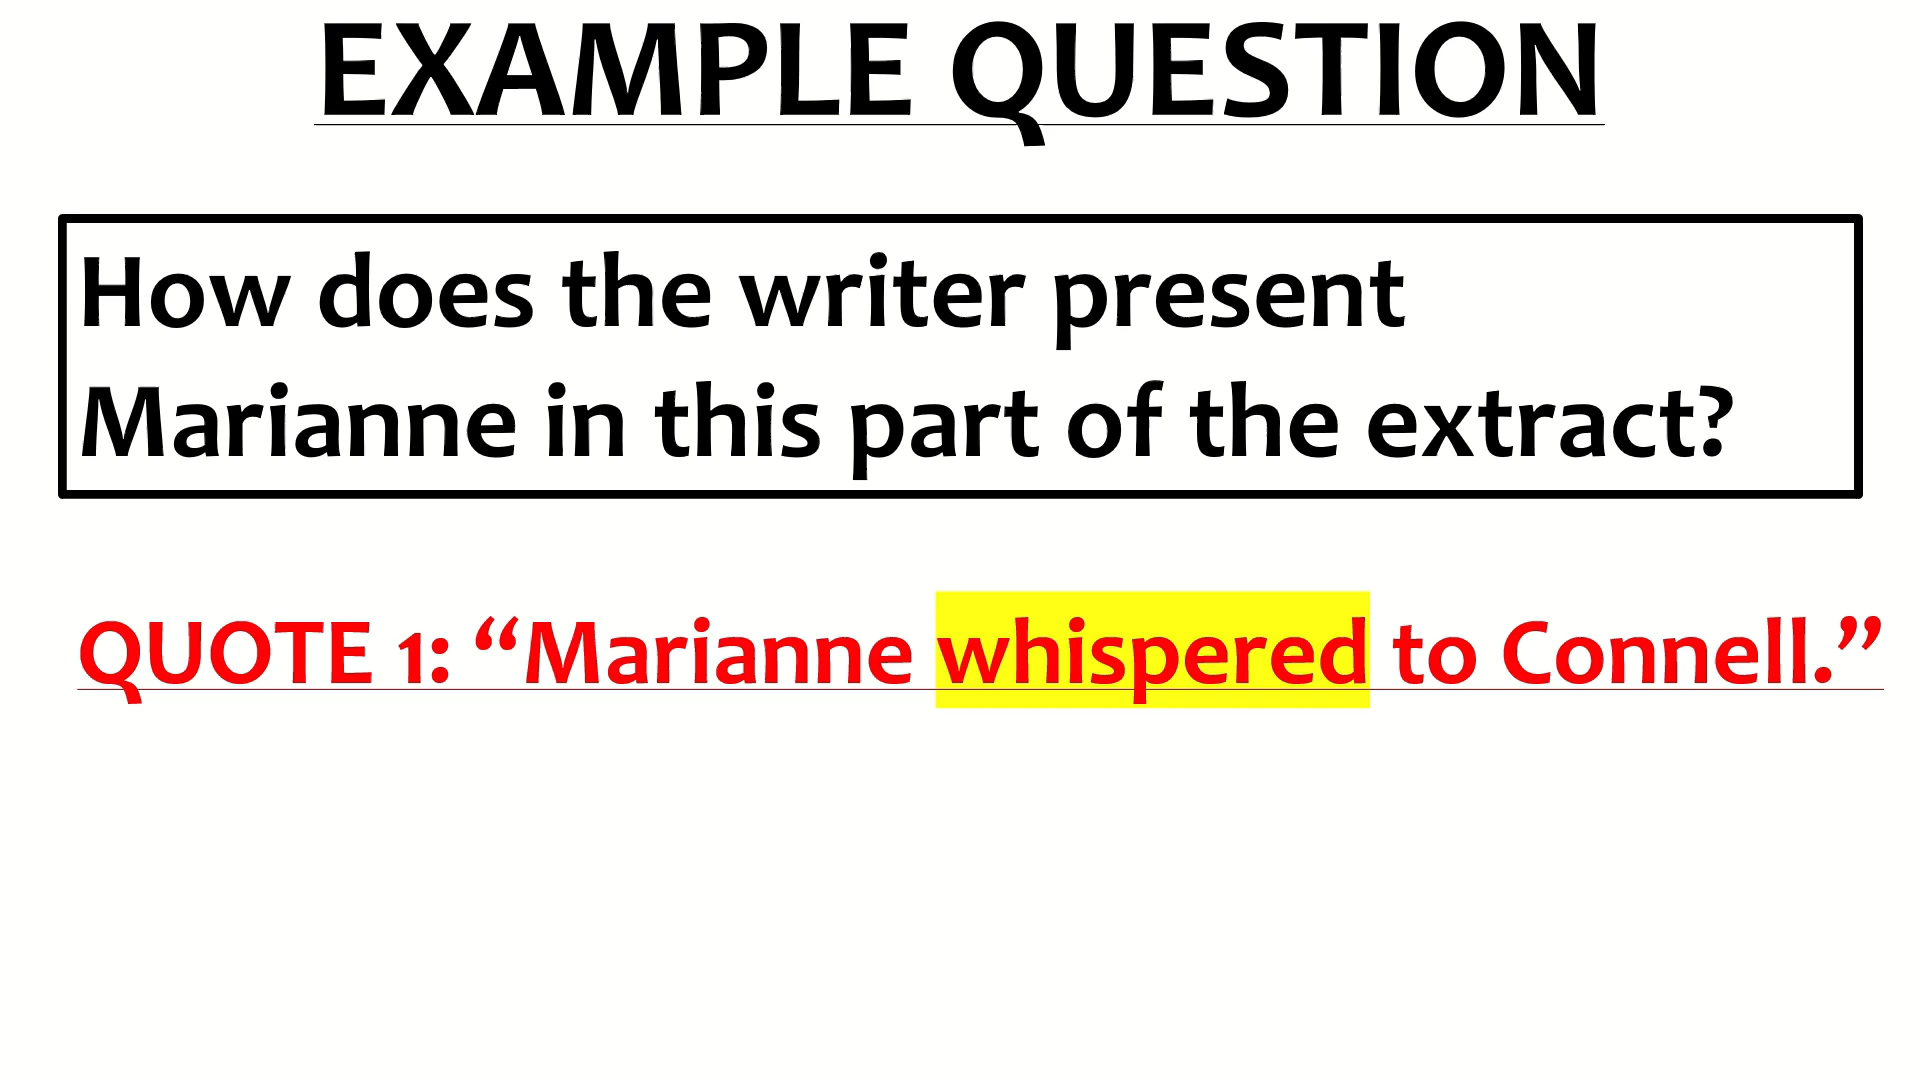 EXAMPLE QUESTION
How does the writer present
Marianne in this part of the extract?
QUOTE 1: “Marianne whispered to Connell.”